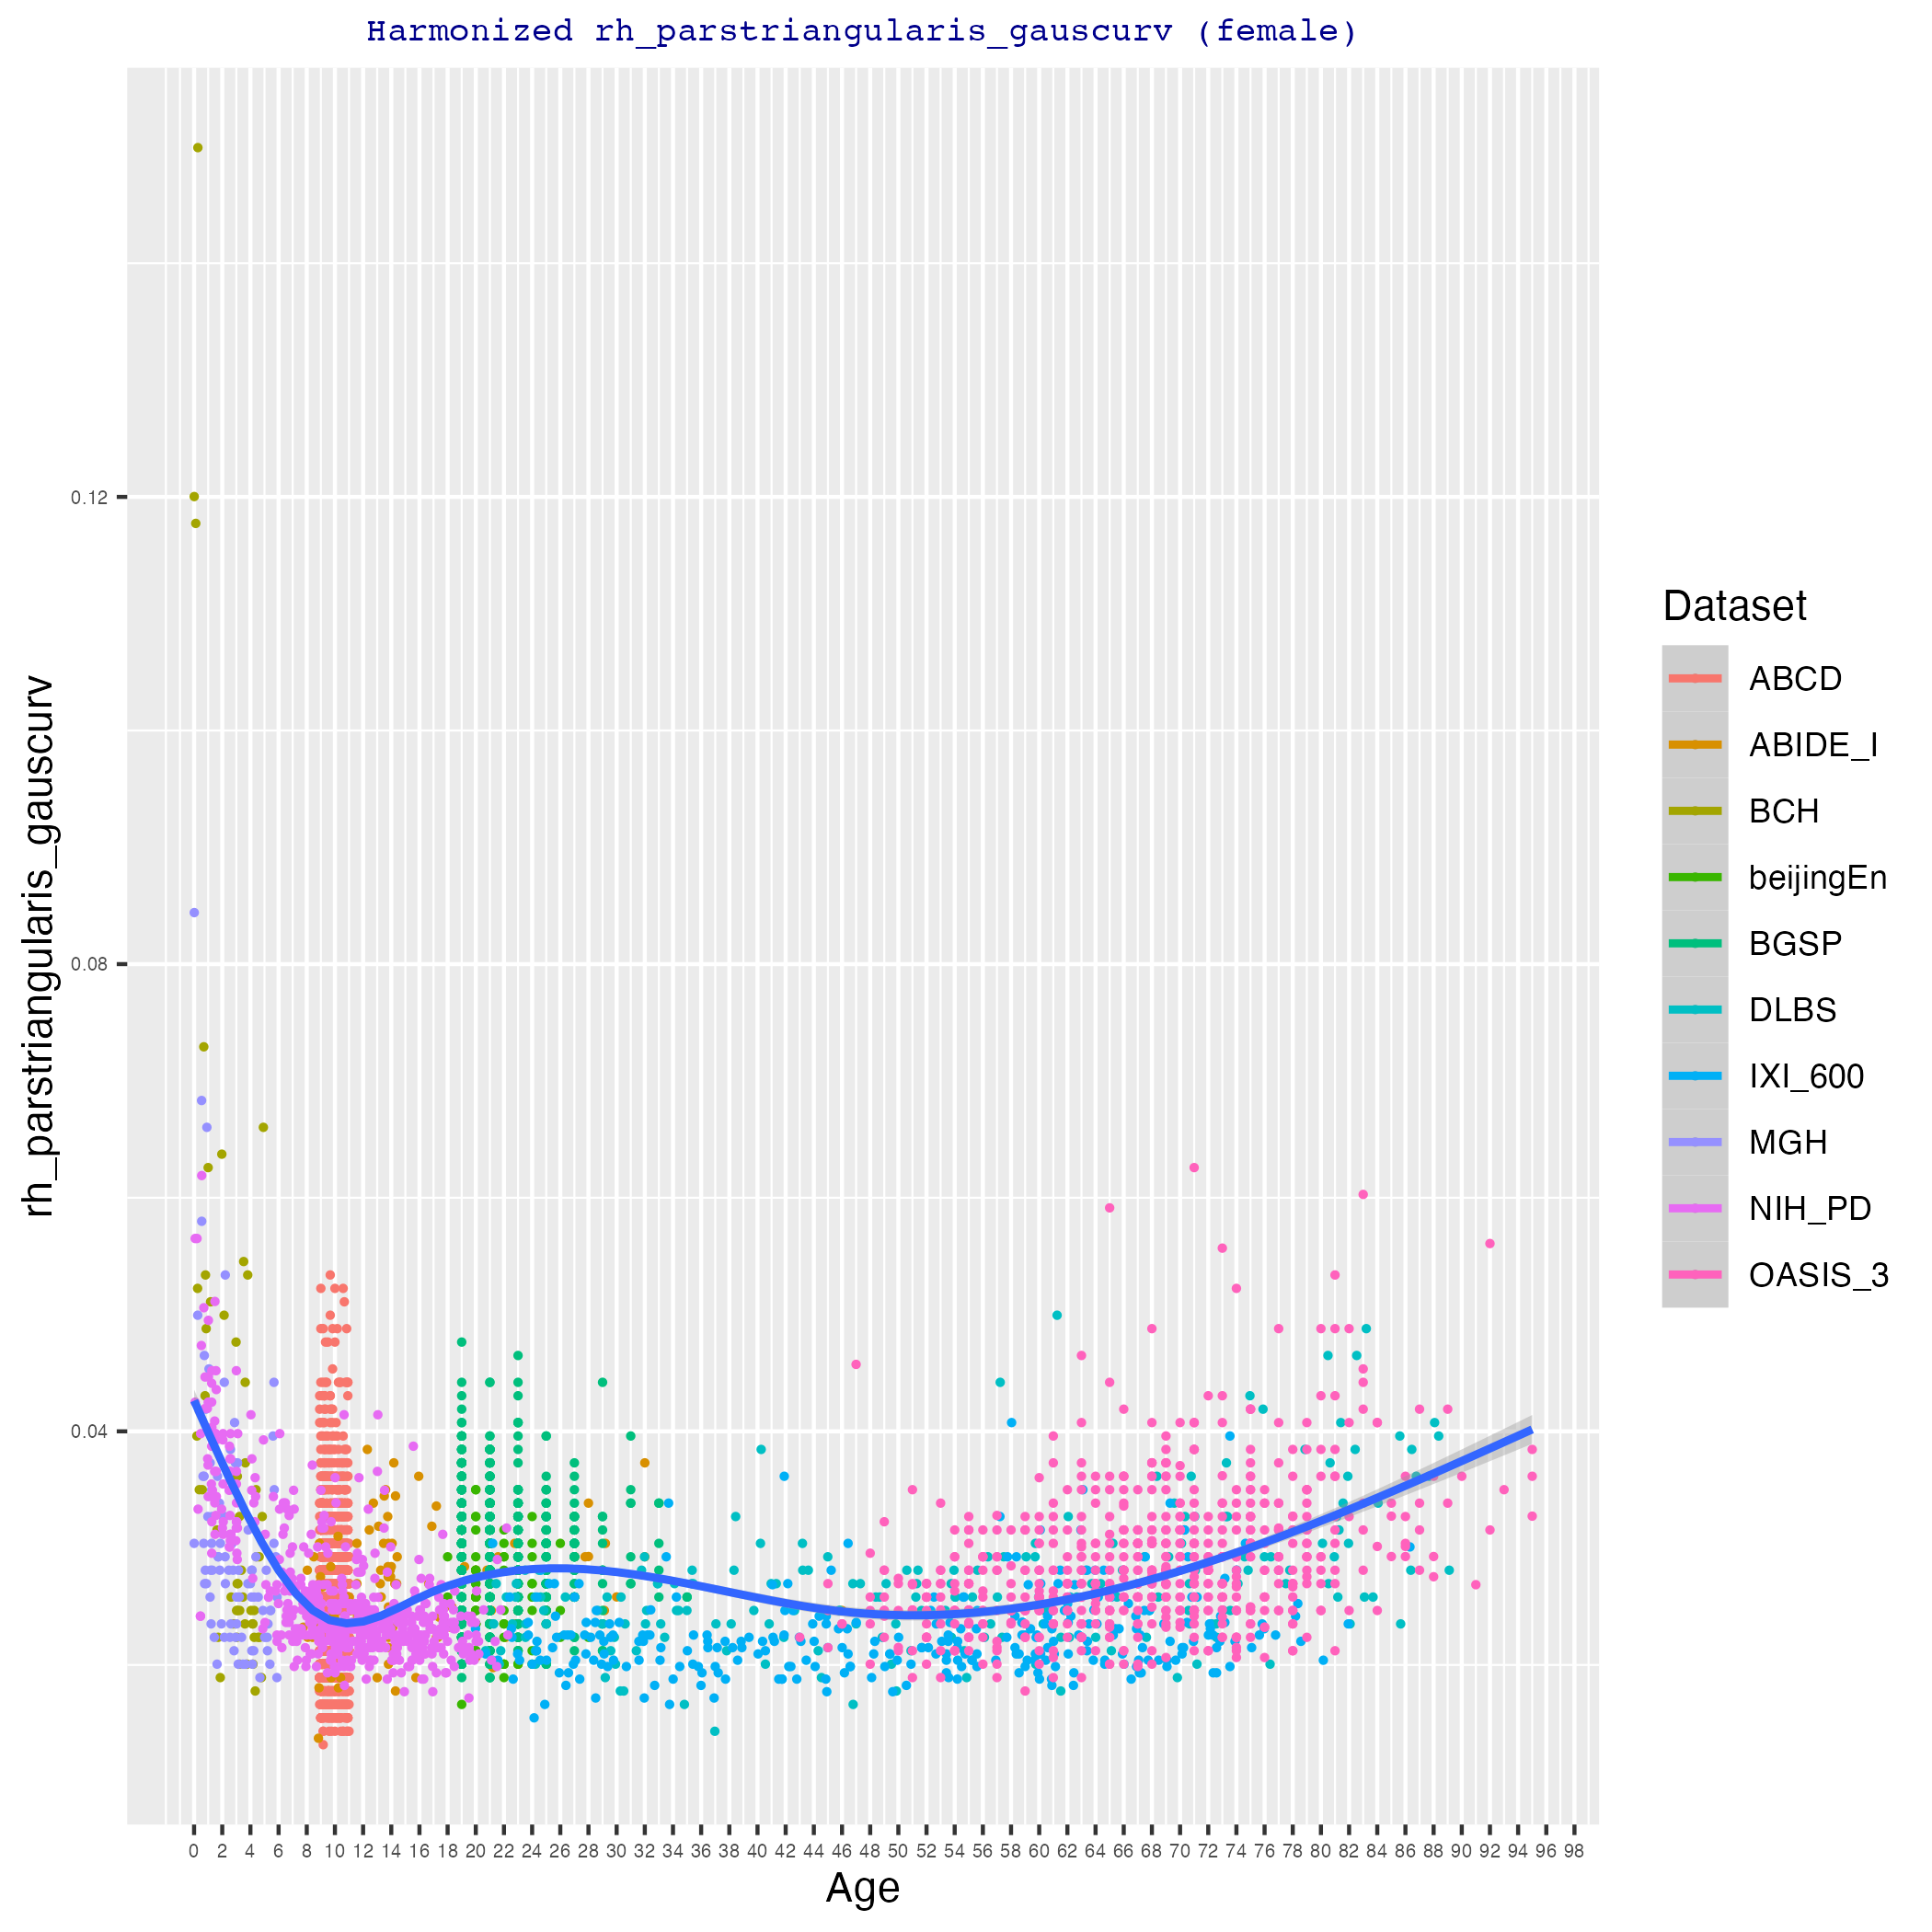 Harmonized rh_parstriangularis_gauscurv (female)
rh_parstriangularis_gauscurv
0.12
0.08
0.04
0 2 4 6 8 10 12 14 16 18 20 22 24 26 28 30 32 34 36 38 40 42 44 46 48 50 52 54 56 58 60 62 64 66 68 70 72 74 76 78 80 82 84 86 88 90 92 94 96 98
Age
Dataset
ABCD
ABIDE_I
BCH
beijingEn
BGSP
DLBS
IXI_600
MGH
NIH_PD
OASIS_3